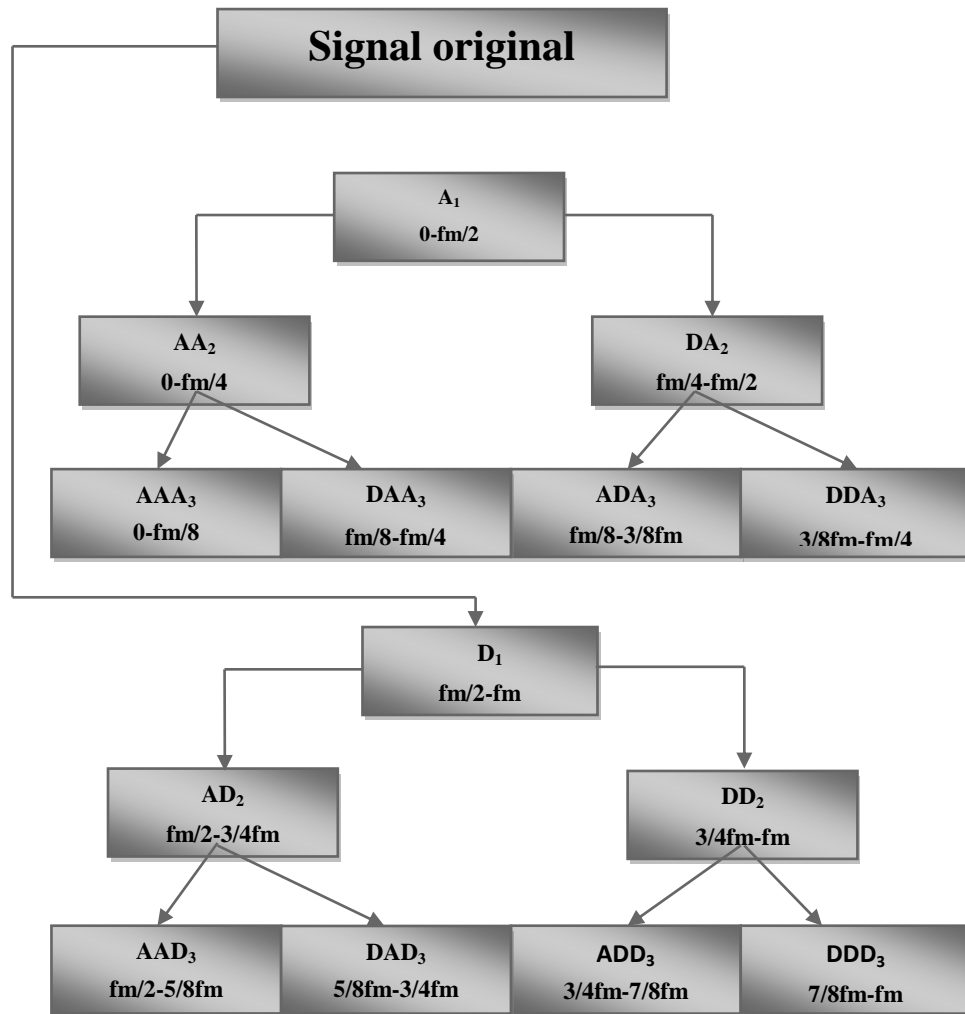 Signal original
A₁
0-fm/2
AA₂
0-fm/4
DA₂
fm/4-fm/2
AAA₃
0-fm/8
DAA₃
fm/8-fm/4
ADA₃
fm/8-3/8fm
DDA₃
3/8fm-fm/4
D₁
fm/2-fm
AD₂
fm/2-3/4fm
DD₂
3/4fm-fm
AAD₃
fm/2-5/8fm
DAD₃
5/8fm-3/4fm
ADD₃
3/4fm-7/8fm
DDD₃
7/8fm-fm